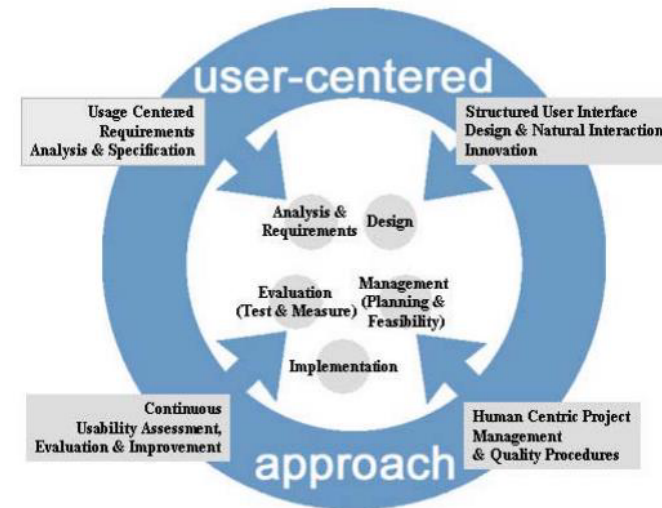 user-centered
Usage Centered
Requirements
Analysis & Specification
Structured User Interface
Design & Natural Interaction
Innovation
Analysis &
Requirements
Design
Evaluation
(Test & Measure)
Management
(Planning &
Feasibility)
Implementation
Continuous
Usability Assessment,
Evaluation & Improvement
Human Centric Project
Management
& Quality Procedures
approach